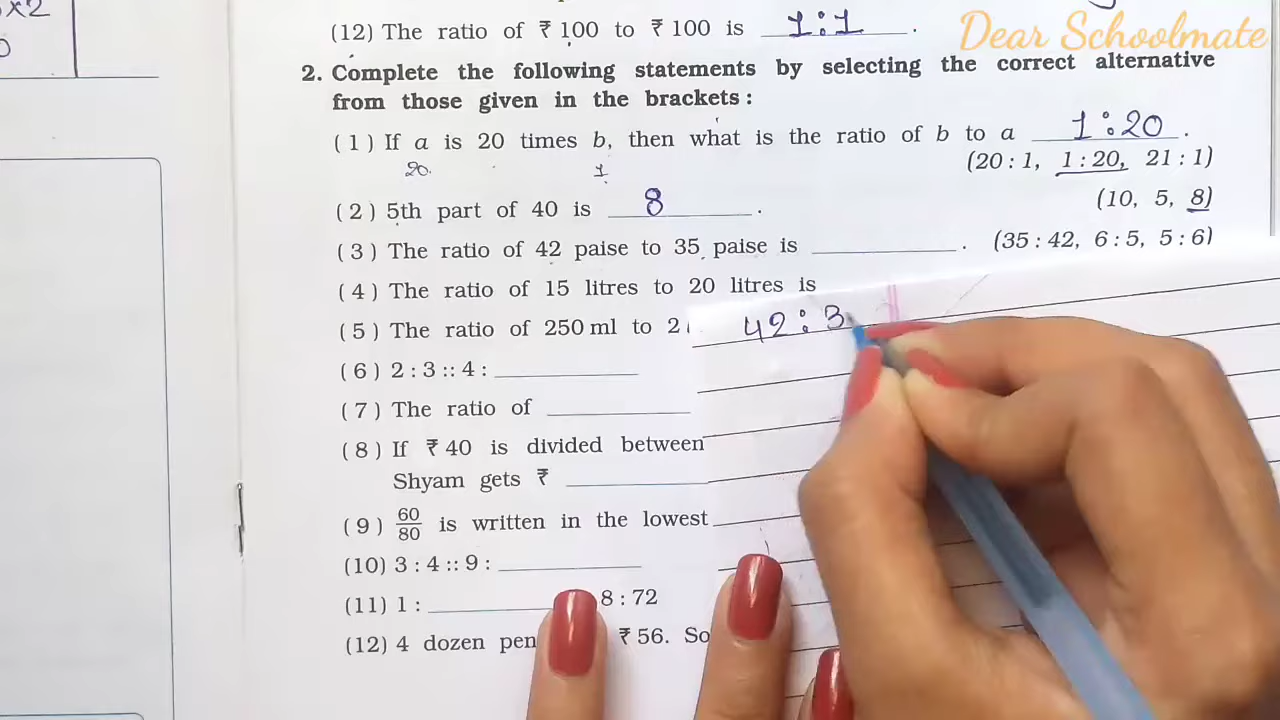 ×2
Dear Schoolmate
(12) The ratio of ₹ 100 to ₹ 100 is 1:1 .
2. Complete the following statements by selecting the correct alternative
from those given in the brackets :
(1) If a is 20 times b, then what is the ratio of b to a 1:20 .
20 1
(20 : 1, 1 : 20, 21 : 1)
(2) 5th part of 40 is 8 . (10, 5, 8)
(3) The ratio of 42 paise to 35 paise is ________ . (35 : 42, 6 : 5, 5 : 6)
(4) The ratio of 15 litres to 20 litres is
(5) The ratio of 250 ml to 2
42:3
(6) 2 : 3 :: 4 : ________
(7) The ratio of ________
(8) If ₹ 40 is divided between
Shyam gets ₹ ________
(9) 60/80 is written in the lowest
(10) 3 : 4 :: 9 : ________
(11) 1 : ________ 8 : 72
(12) 4 dozen pen ₹ 56. So